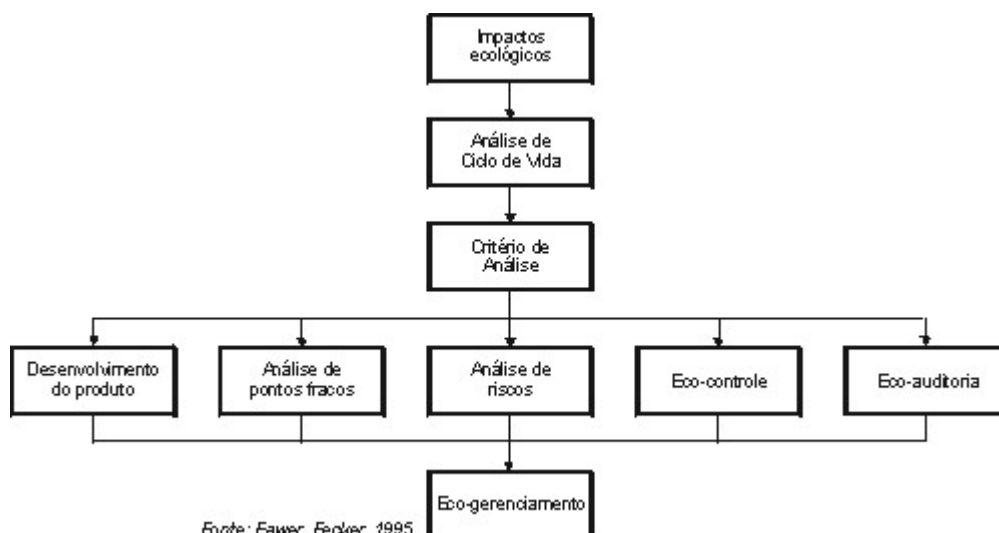 Impactos
ecológicos
Análise de
Ciclo de Vida
Critério de
Análise
Desenvolvimento
do produto
Análise de
pontos fracos
Análise de
riscos
Eco-controle
Eco-auditoria
Eco-gerenciamento
Fonte: Fawer, Fecker, 1995